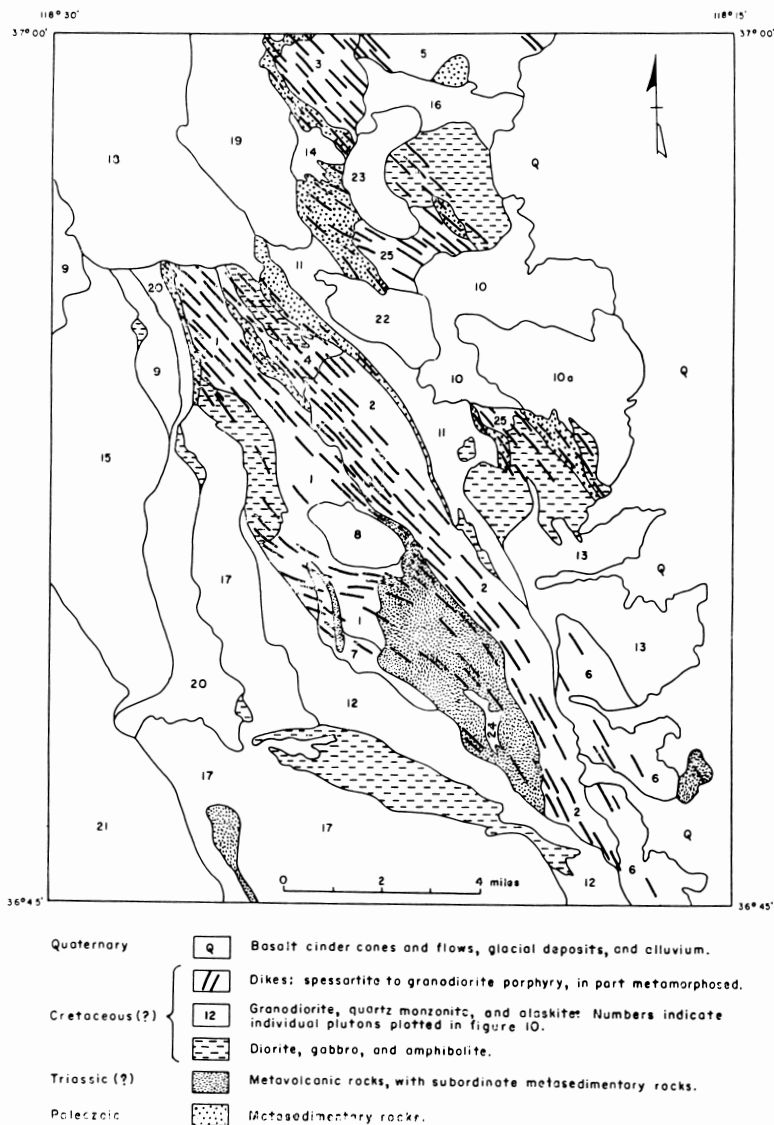 118° 30' 118° 15'
37° 00' 37° 00'
3 5
16
19
13 14
Q
23
25
9 11 10
20
22
1
4 10 10a Q
9 2
25
11
15
1
8
13
Q
17 2
1 13
7 6
20 12
24
17 6
21 17 2 Q
6
12
0 2 4 miles
36° 45' 36° 45'
Quaternary Q Basalt cinder cones and flows, glacial deposits, and alluvium.
Dikes: spessartite to granodiorite porphyry, in part metamorphosed.
Cretaceous (?) 12 Granodiorite, quartz monzonite, and alaskite. Numbers indicate
individual plutons plotted in figure 10.
Diorite, gabbro, and amphibolite.
Triassic (?) Metavolcanic rocks, with subordinate metasedimentary rocks.
Paleozoic Metasedimentary rocks.